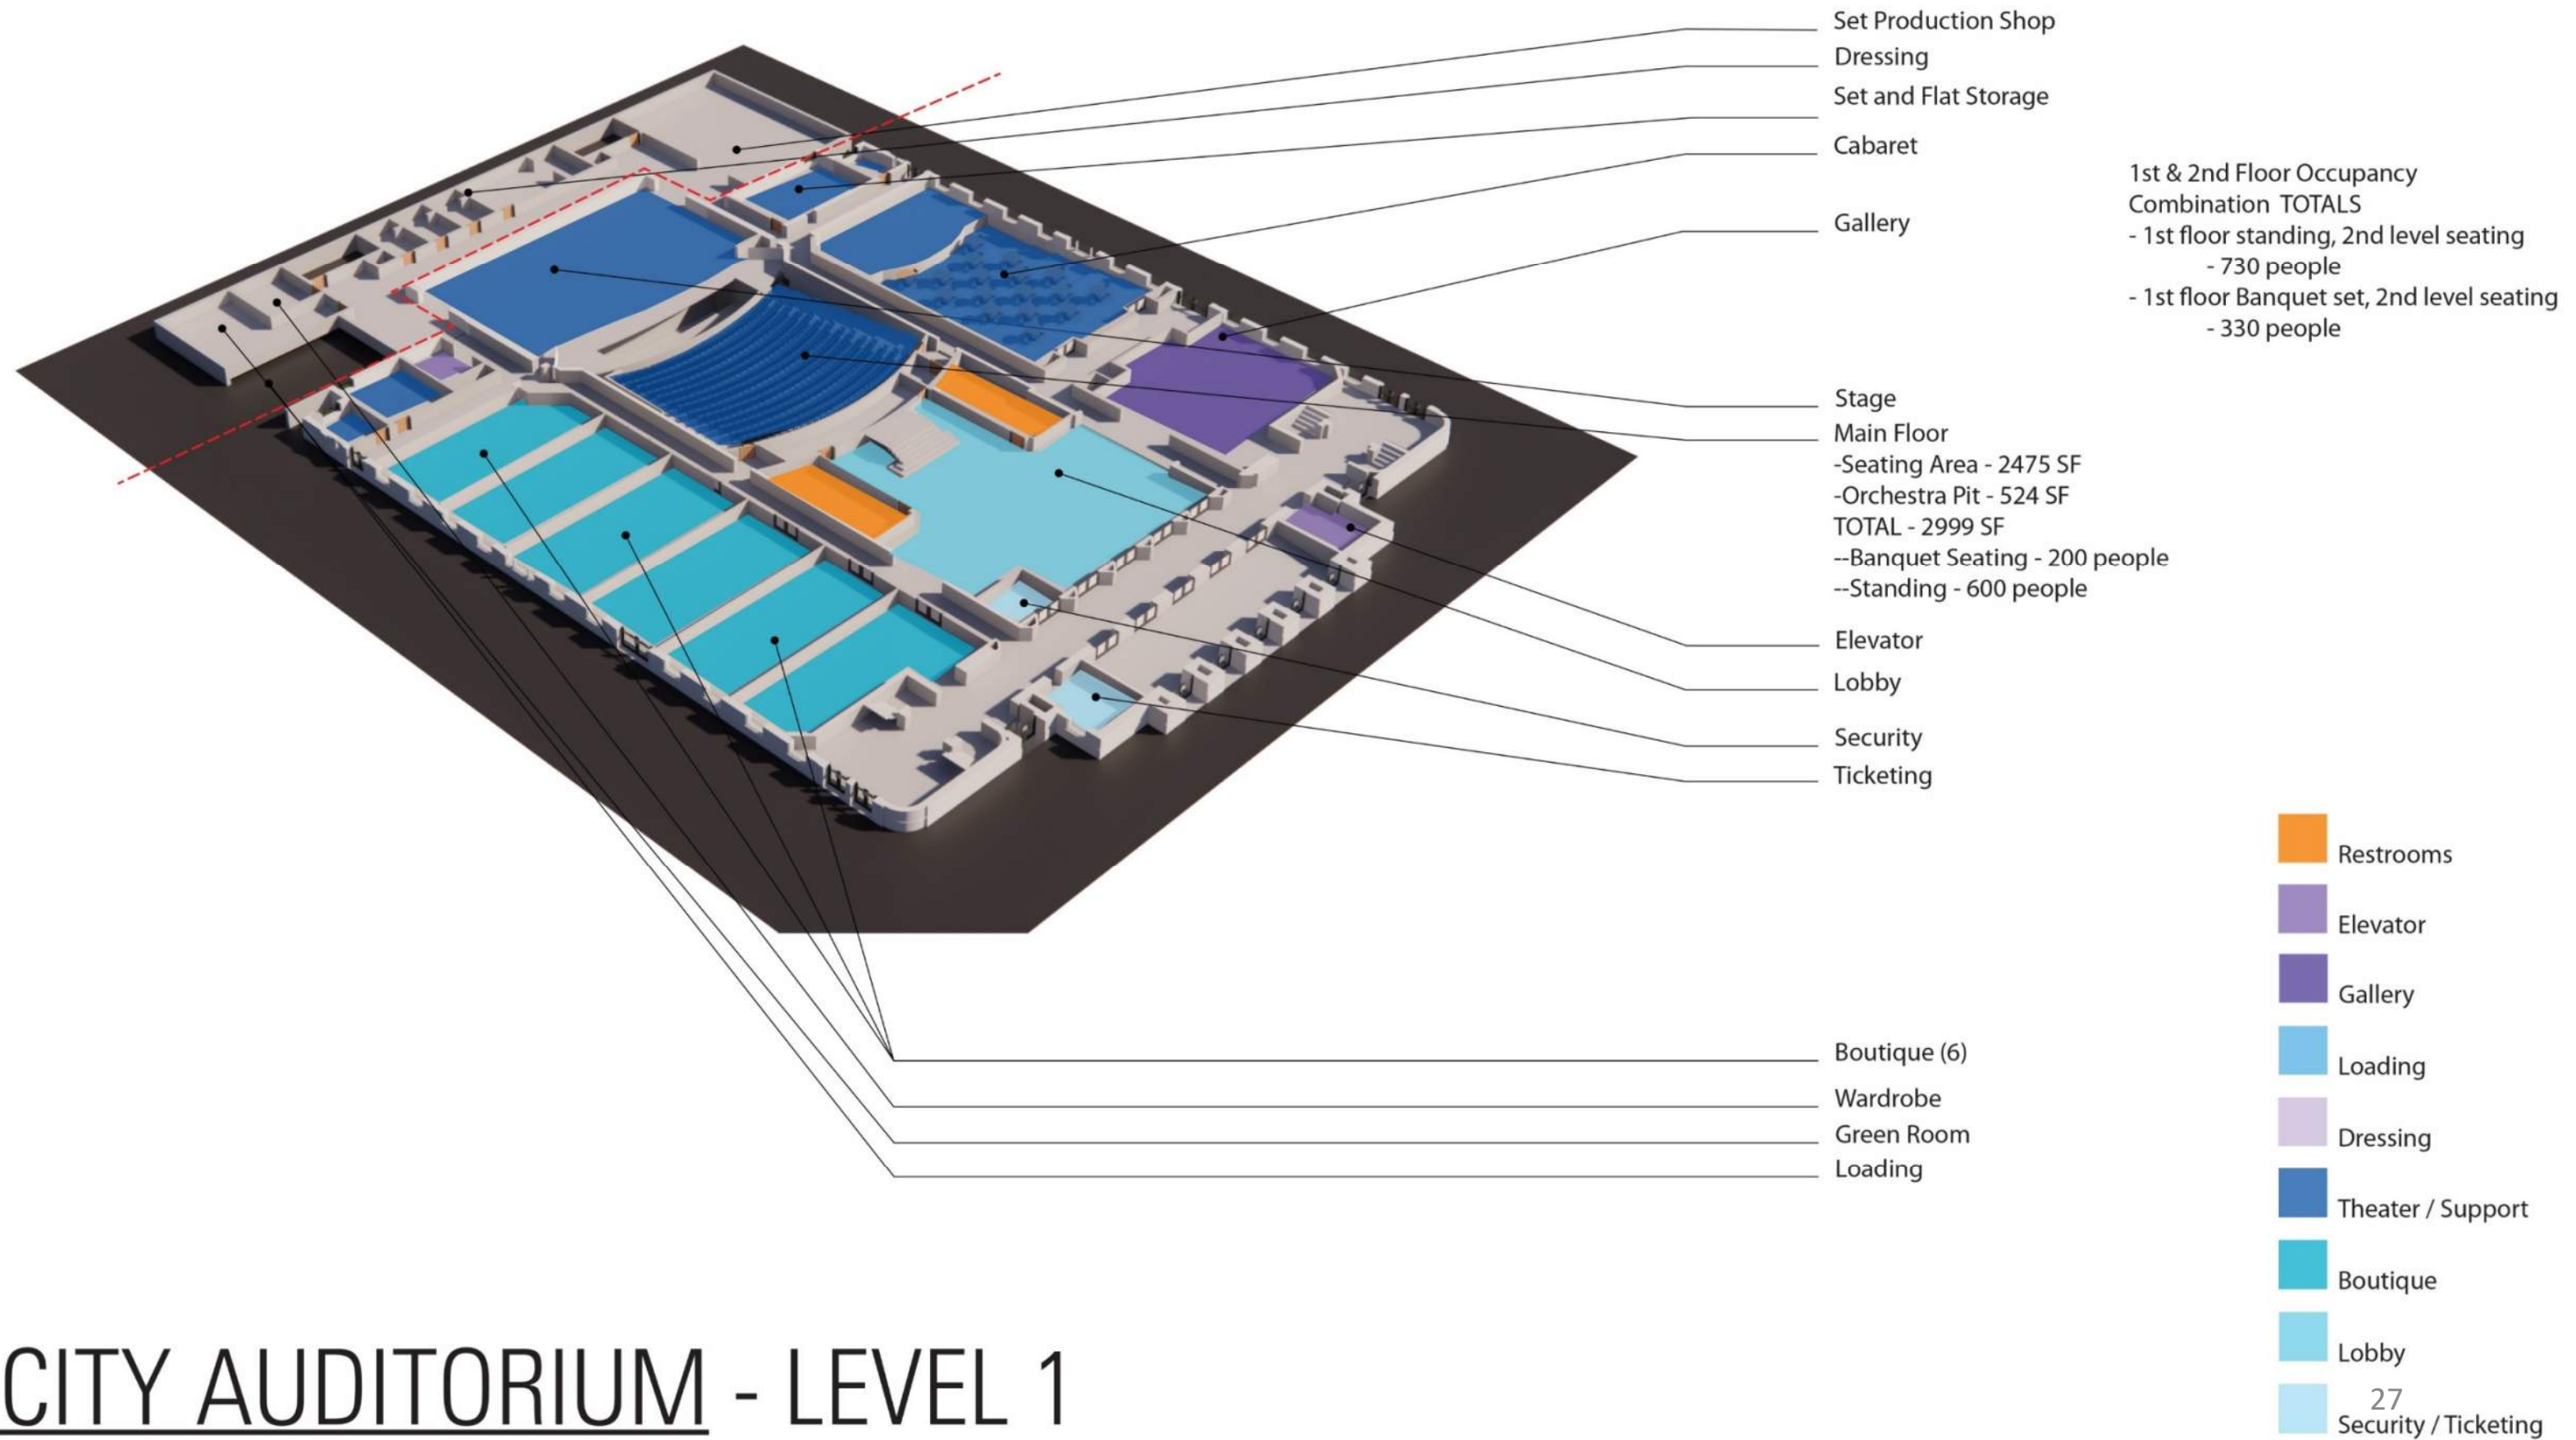 Set Production Shop
Dressing
Set and Flat Storage
Cabaret
Gallery
1st & 2nd Floor Occupancy
Combination TOTALS
- 1st floor standing, 2nd level seating
- 730 people
- 1st floor Banquet set, 2nd level seating
- 330 people
Stage
Main Floor
-Seating Area - 2475 SF
-Orchestra Pit - 524 SF
TOTAL - 2999 SF
--Banquet Seating - 200 people
--Standing - 600 people
Elevator
Lobby
Security
Ticketing
Boutique (6)
Wardrobe
Green Room
Loading
Restrooms
Elevator
Gallery
Loading
Dressing
Theater / Support
Boutique
Lobby
Security / Ticketing
27
CITY AUDITORIUM - LEVEL 1